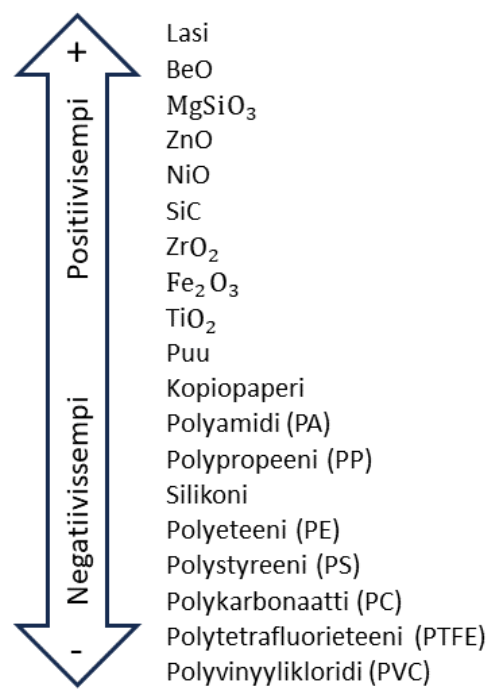 +
Positiivisempi
Negatiivissempi
-
Lasi
BeO
MgSiO₃
ZnO
NiO
SiC
ZrO₂
Fe₂O₃
TiO₂
Puu
Kopiopaperi
Polyamidi (PA)
Polypropeeni (PP)
Silikoni
Polyeteeni (PE)
Polystyreeni (PS)
Polykarbonaatti (PC)
Polytetrafluorieteeni (PTFE)
Polyvinyylikloridi (PVC)